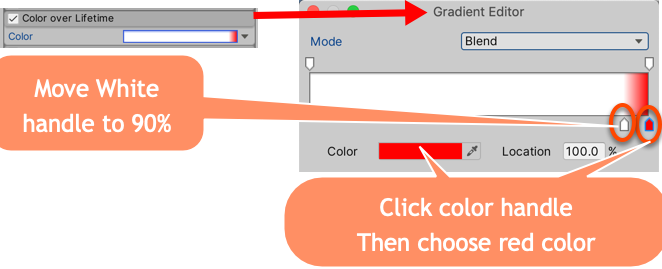 Color over Lifetime
Color
Gradient Editor
Mode
Blend
Move White
handle to 90%
Color
Location 100.0 %
Click color handle
Then choose red color